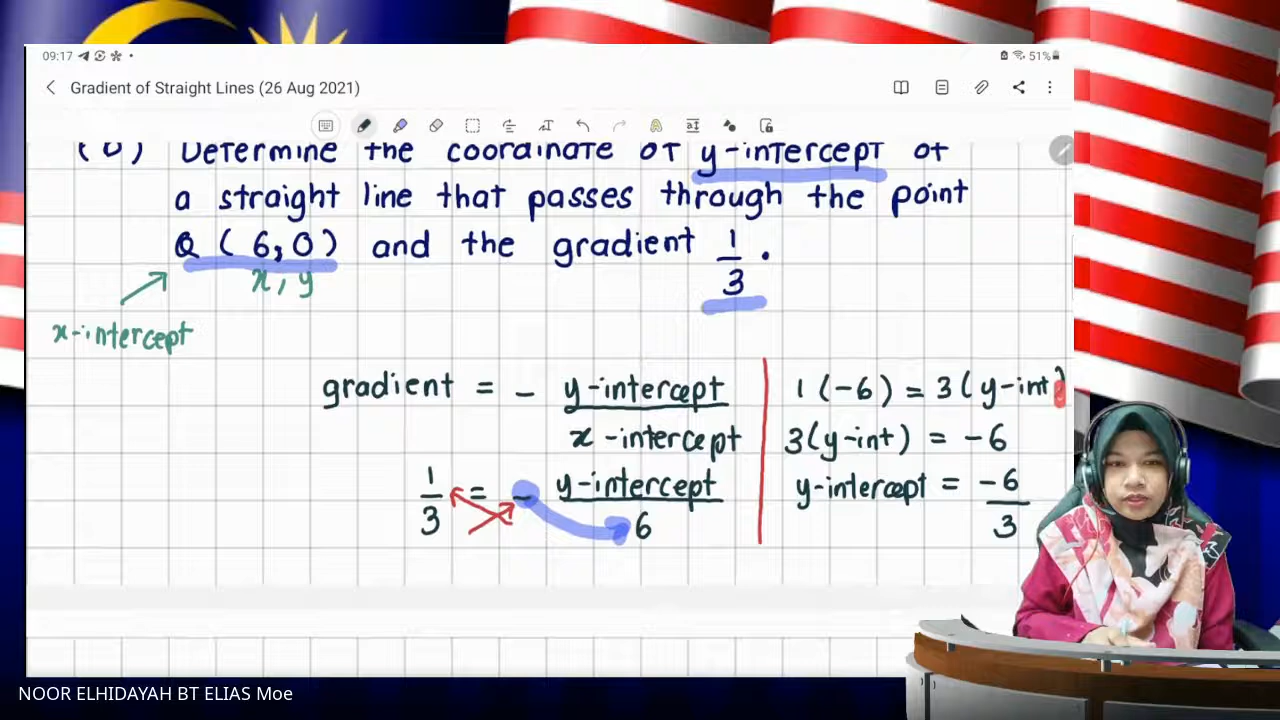 09:17
51%
Gradient of Straight Lines (26 Aug 2021)
(b) Determine the coordinate of y-intercept of
a straight line that passes through the point
Q ( 6,0 ) and the gradient 1/3 .
x, y
x-intercept
gradient = - y-intercept / x-intercept
1/3 = - y-intercept / 6
1 (-6) = 3 ( y-int )
3(y-int) = -6
y-intercept = -6/3
NOOR ELHIDAYAH BT ELIAS Moe